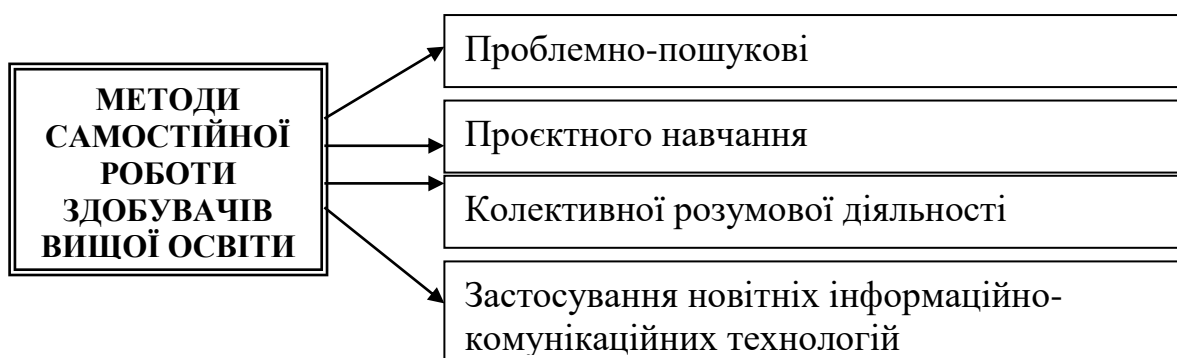 МЕТОДИ
САМОСТІЙНОЇ
РОБОТИ
ЗДОБУВАЧІВ
ВИЩОЇ ОСВІТИ
Проблемно-пошукові
Проєктного навчання
Колективної розумової діяльності
Застосування новітніх інформаційно-
комунікаційних технологій